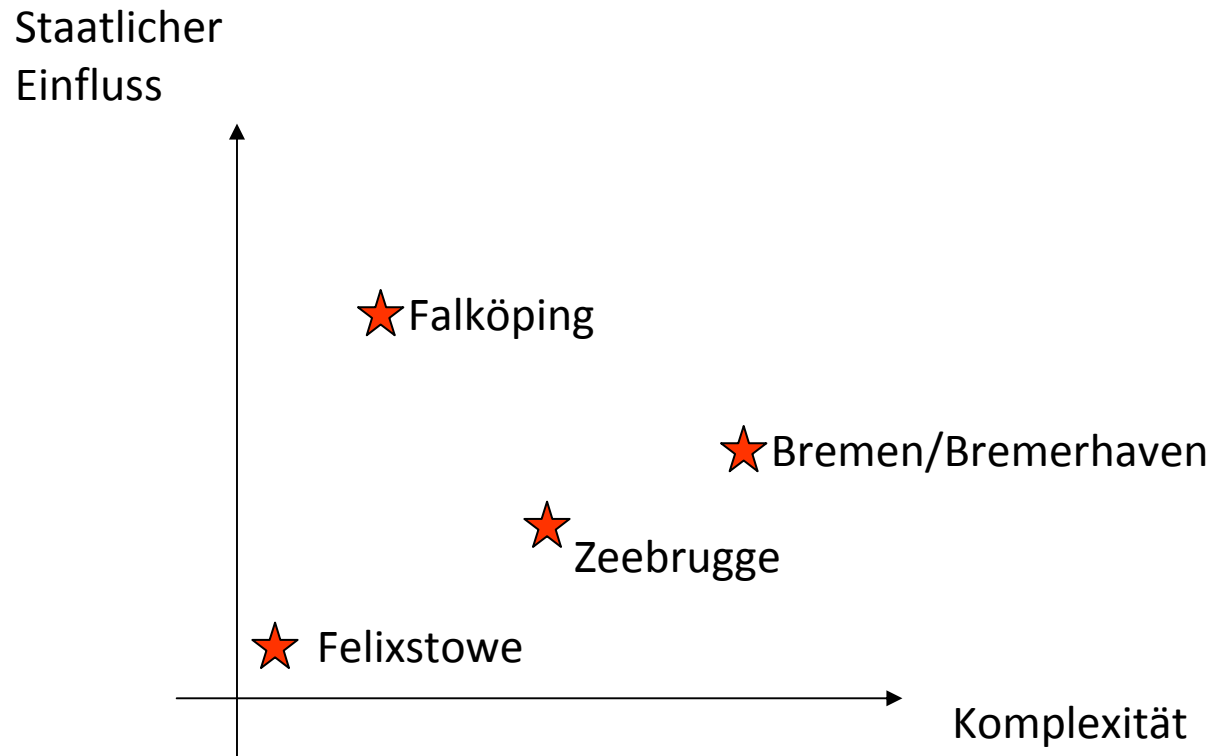 Staatlicher
Einfluss
Falköping
Bremen/Bremerhaven
Zeebrugge
Felixstowe
Komplexität